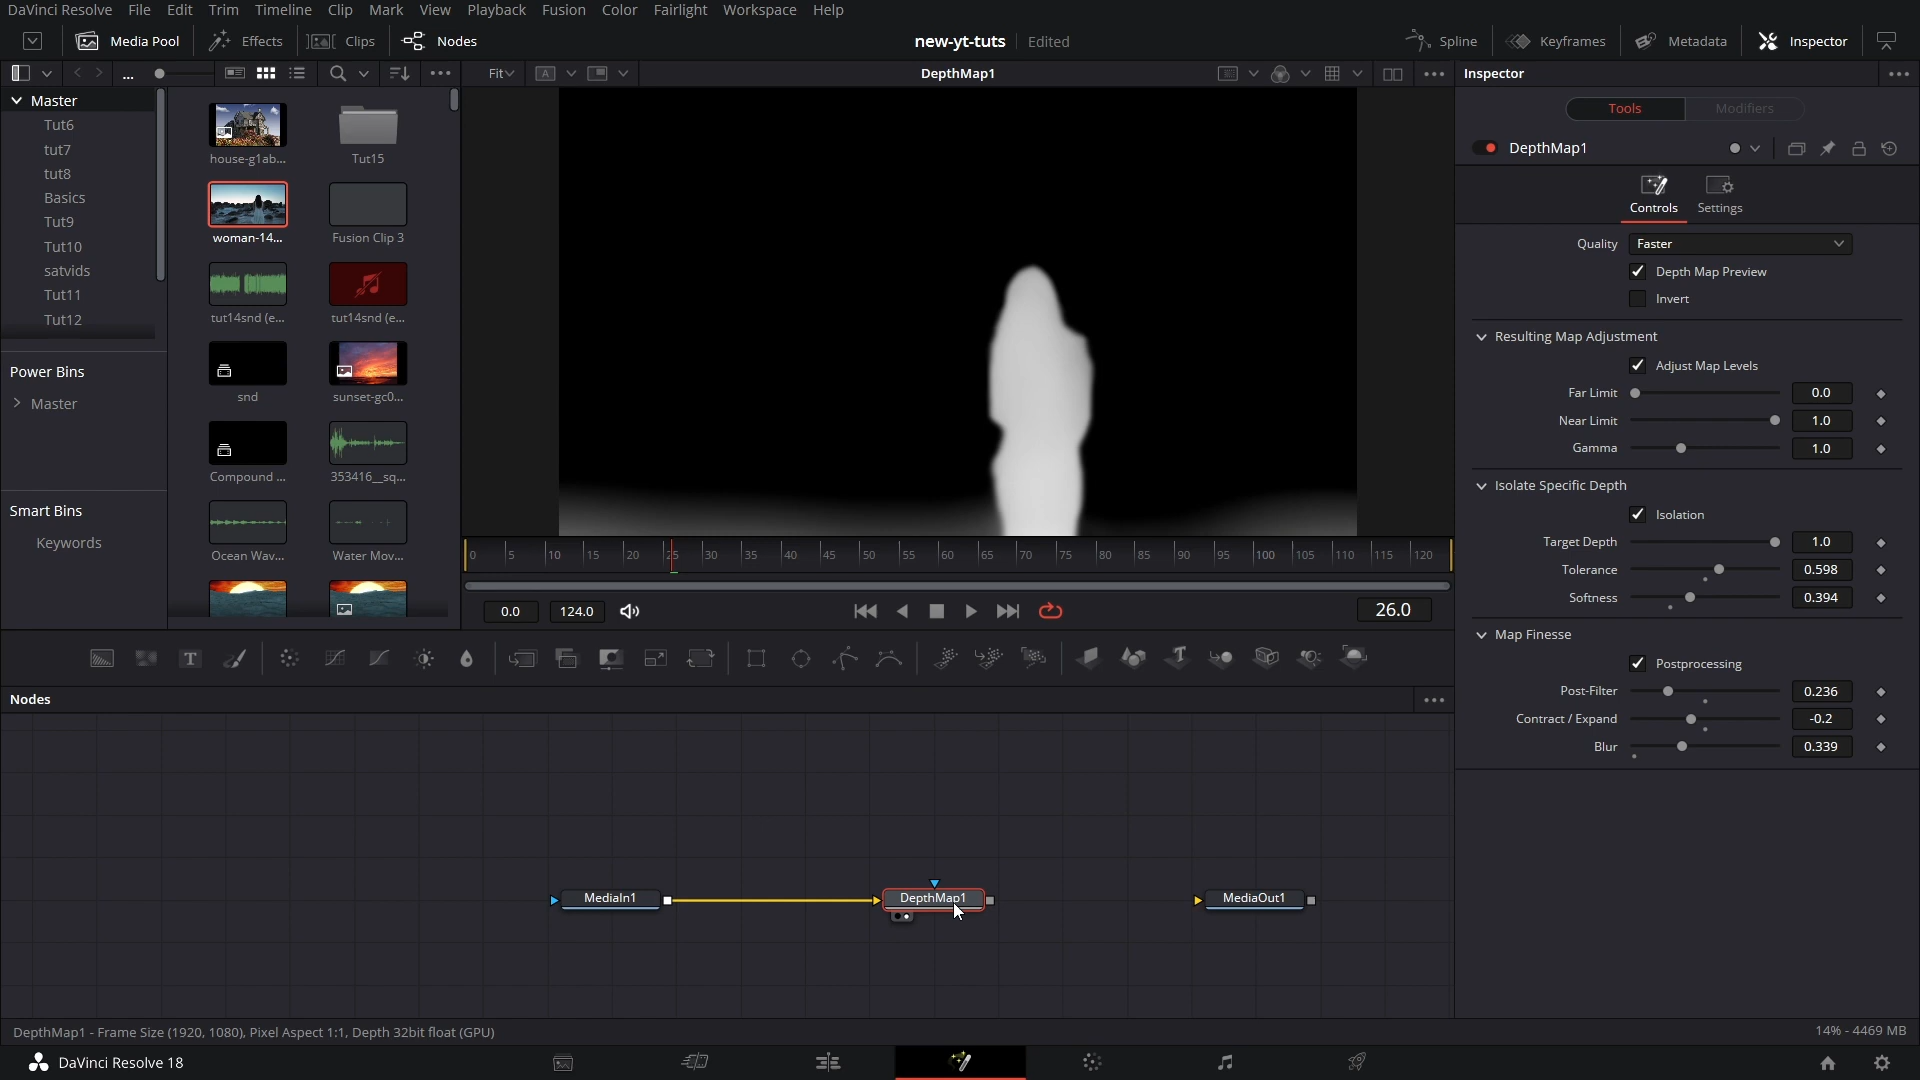 DaVinci Resolve File Edit Trim Timeline Clip Mark View Playback Fusion Color Fairlight Workspace Help
Media Pool Effects Clips Nodes new-yt-tuts Edited Spline Keyframes Metadata Inspector
... Fit A DepthMap1 ... Inspector ...
Master
Tut6
tut7
tut8
Basics
Tut9
Tut10
satvids
Tut11
Tut12
Power Bins
Master
Smart Bins
Keywords
house-g1ab...
Tut15
woman-14...
Fusion Clip 3
tut14snd (e...
tut14snd (e...
snd
sunset-gc0...
Compound ...
353416__sq...
Ocean Wav...
Water Mov...
0 5 10 15 20 25 30 35 40 45 50 55 60 65 70 75 80 85 90 95 100 105 110 115 120
0.0 124.0 26.0
Tools Modifiers
DepthMap1
Controls Settings
Quality Faster
Depth Map Preview
Invert
Resulting Map Adjustment
Adjust Map Levels
Far Limit 0.0
Near Limit 1.0
Gamma 1.0
Isolate Specific Depth
Isolation
Target Depth 1.0
Tolerance 0.598
Softness 0.394
Map Finesse
Postprocessing
Post-Filter 0.236
Contract / Expand -0.2
Blur 0.339
T T
Nodes
MediaIn1 DepthMap1 MediaOut1
DepthMap1 - Frame Size (1920, 1080), Pixel Aspect 1:1, Depth 32bit float (GPU) 14% - 4469 MB
DaVinci Resolve 18